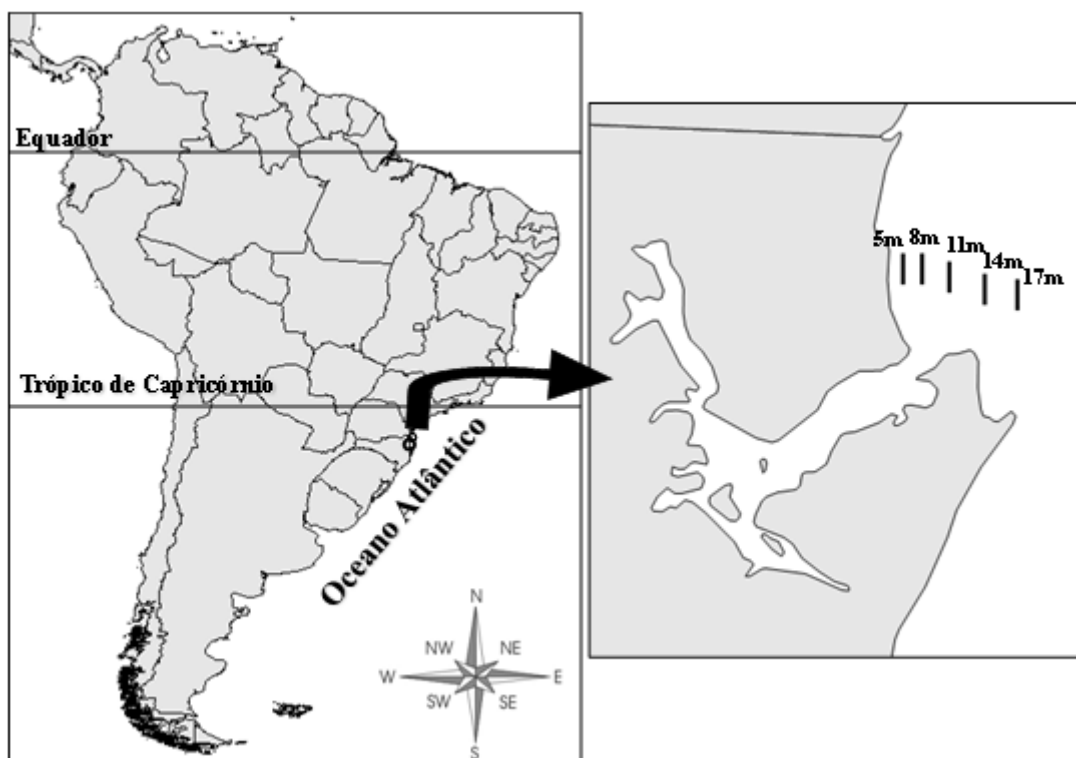 Equador
Trópico de Capricórnio
Oceano Atlântico
N
NW NE
W E
SW SE
S
5m 8m 11m 14m 17m